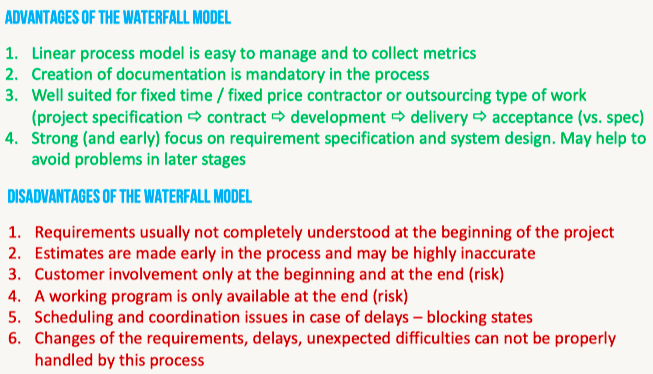 ADVANTAGES OF THE WATERFALL MODEL
1. Linear process model is easy to manage and to collect metrics
2. Creation of documentation is mandatory in the process
3. Well suited for fixed time / fixed price contractor or outsourcing type of work
(project specification ⇨ contract ⇨ development ⇨ delivery ⇨ acceptance (vs. spec)
4. Strong (and early) focus on requirement specification and system design. May help to
avoid problems in later stages
DISADVANTAGES OF THE WATERFALL MODEL
1. Requirements usually not completely understood at the beginning of the project
2. Estimates are made early in the process and may be highly inaccurate
3. Customer involvement only at the beginning and at the end (risk)
4. A working program is only available at the end (risk)
5. Scheduling and coordination issues in case of delays – blocking states
6. Changes of the requirements, delays, unexpected difficulties can not be properly
handled by this process